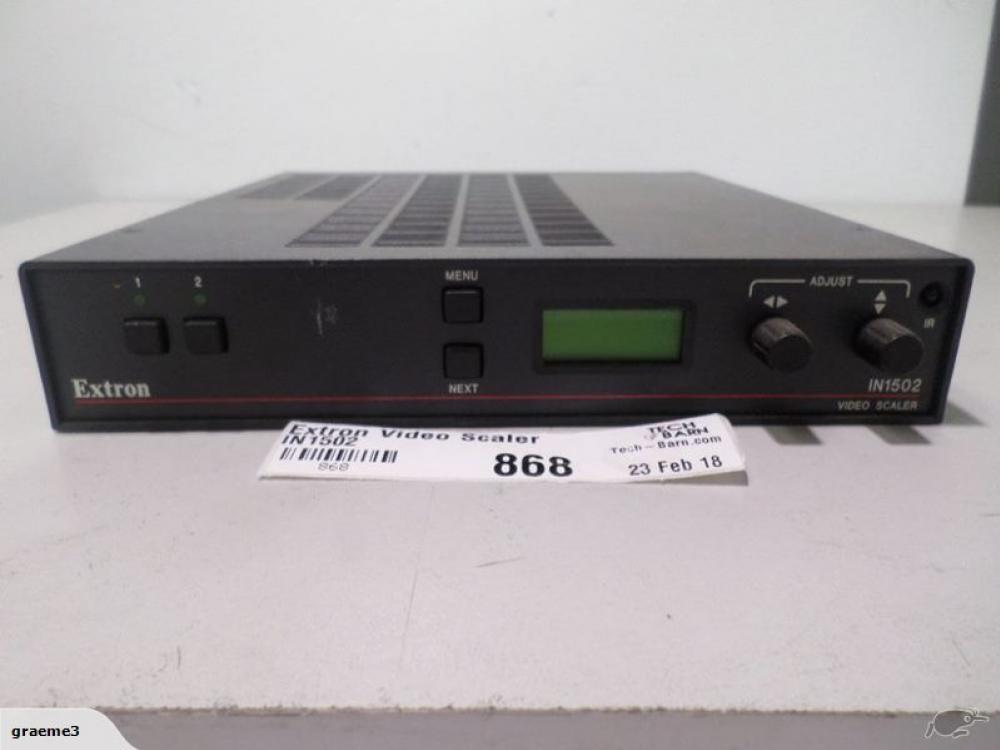 1 2
MENU
ADJUST
IR
NEXT
Extron
IN1502
VIDEO SCALER
Extron Video Scaler
IN1502
868
868
TECH
BARN
Tech-Barn.com
23 Feb 18
graeme3